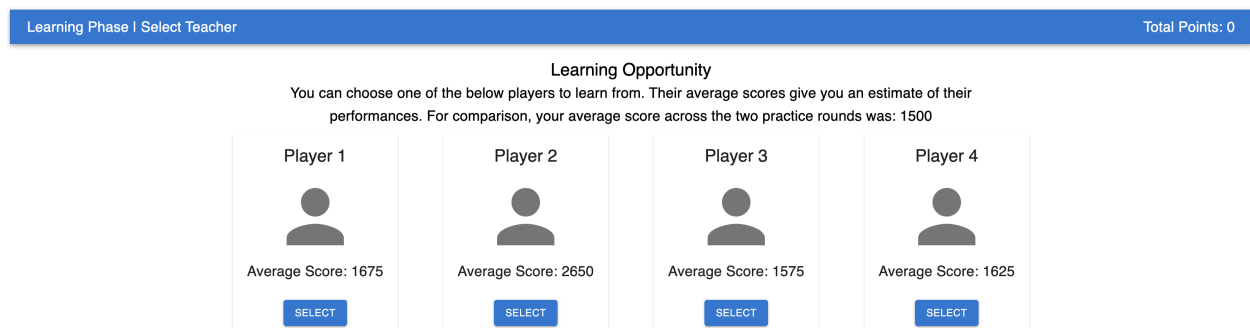 Learning Phase | Select Teacher
Total Points: 0
Learning Opportunity
You can choose one of the below players to learn from. Their average scores give you an estimate of their
performances. For comparison, your average score across the two practice rounds was: 1500
Player 1
Average Score: 1675
SELECT
Player 2
Average Score: 2650
SELECT
Player 3
Average Score: 1575
SELECT
Player 4
Average Score: 1625
SELECT